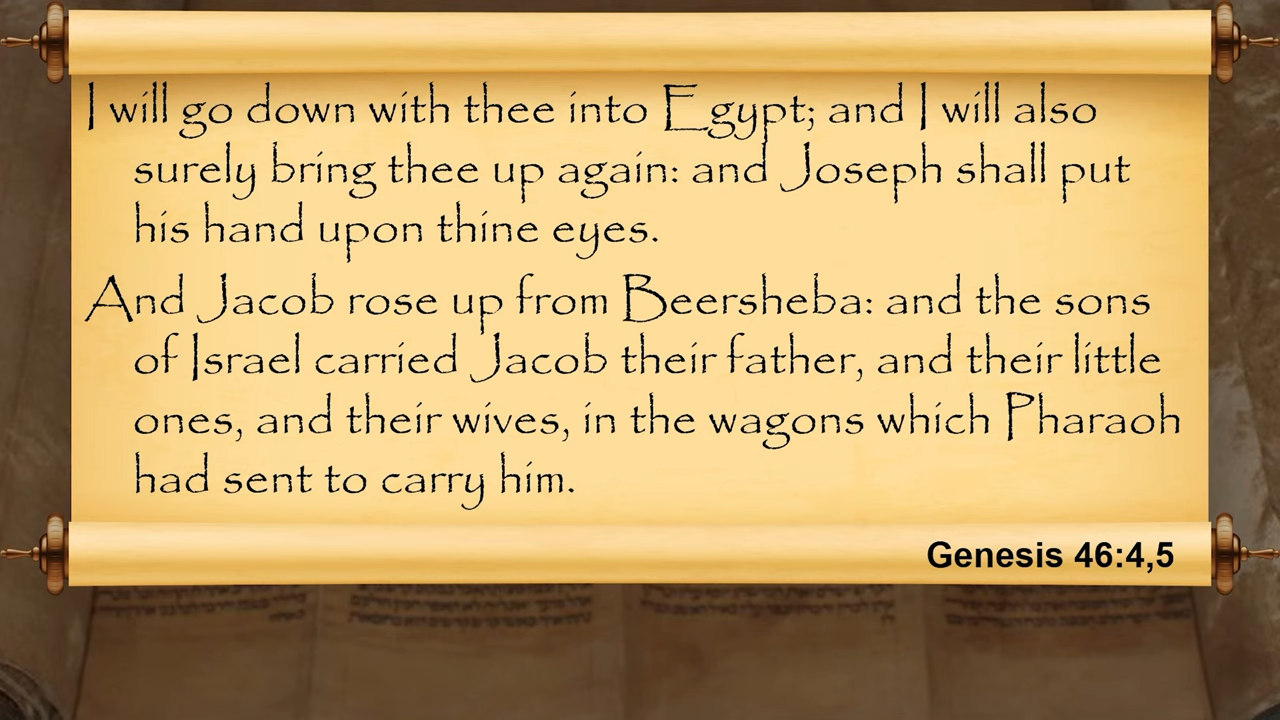 I will go down with thee into Egypt; and I will also
surely bring thee up again: and Joseph shall put
his hand upon thine eyes.
And Jacob rose up from Beersheba: and the sons
of Israel carried Jacob their father, and their little
ones, and their wives, in the wagons which Pharaoh
had sent to carry him.
Genesis 46:4,5